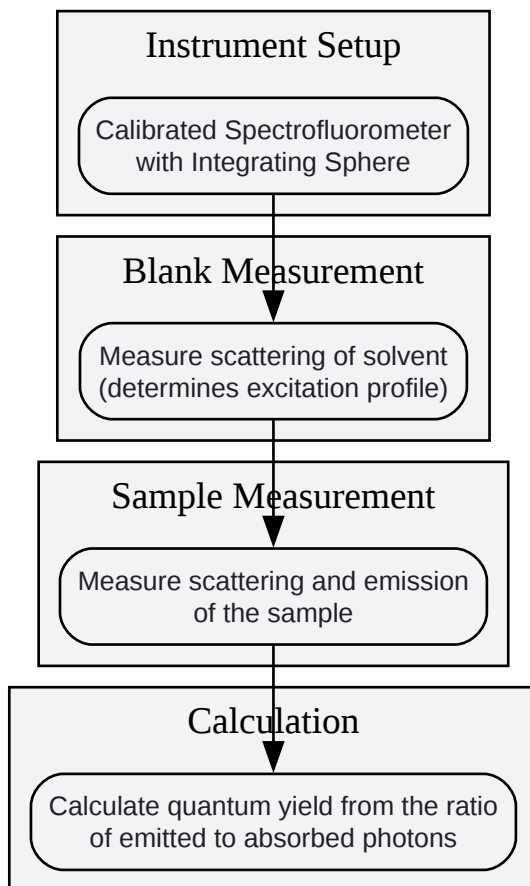 Instrument Setup
Calibrated Spectrofluorometer
with Integrating Sphere
Blank Measurement
Measure scattering of solvent
(determines excitation profile)
Sample Measurement
Measure scattering and emission
of the sample
Calculation
Calculate quantum yield from the ratio
of emitted to absorbed photons